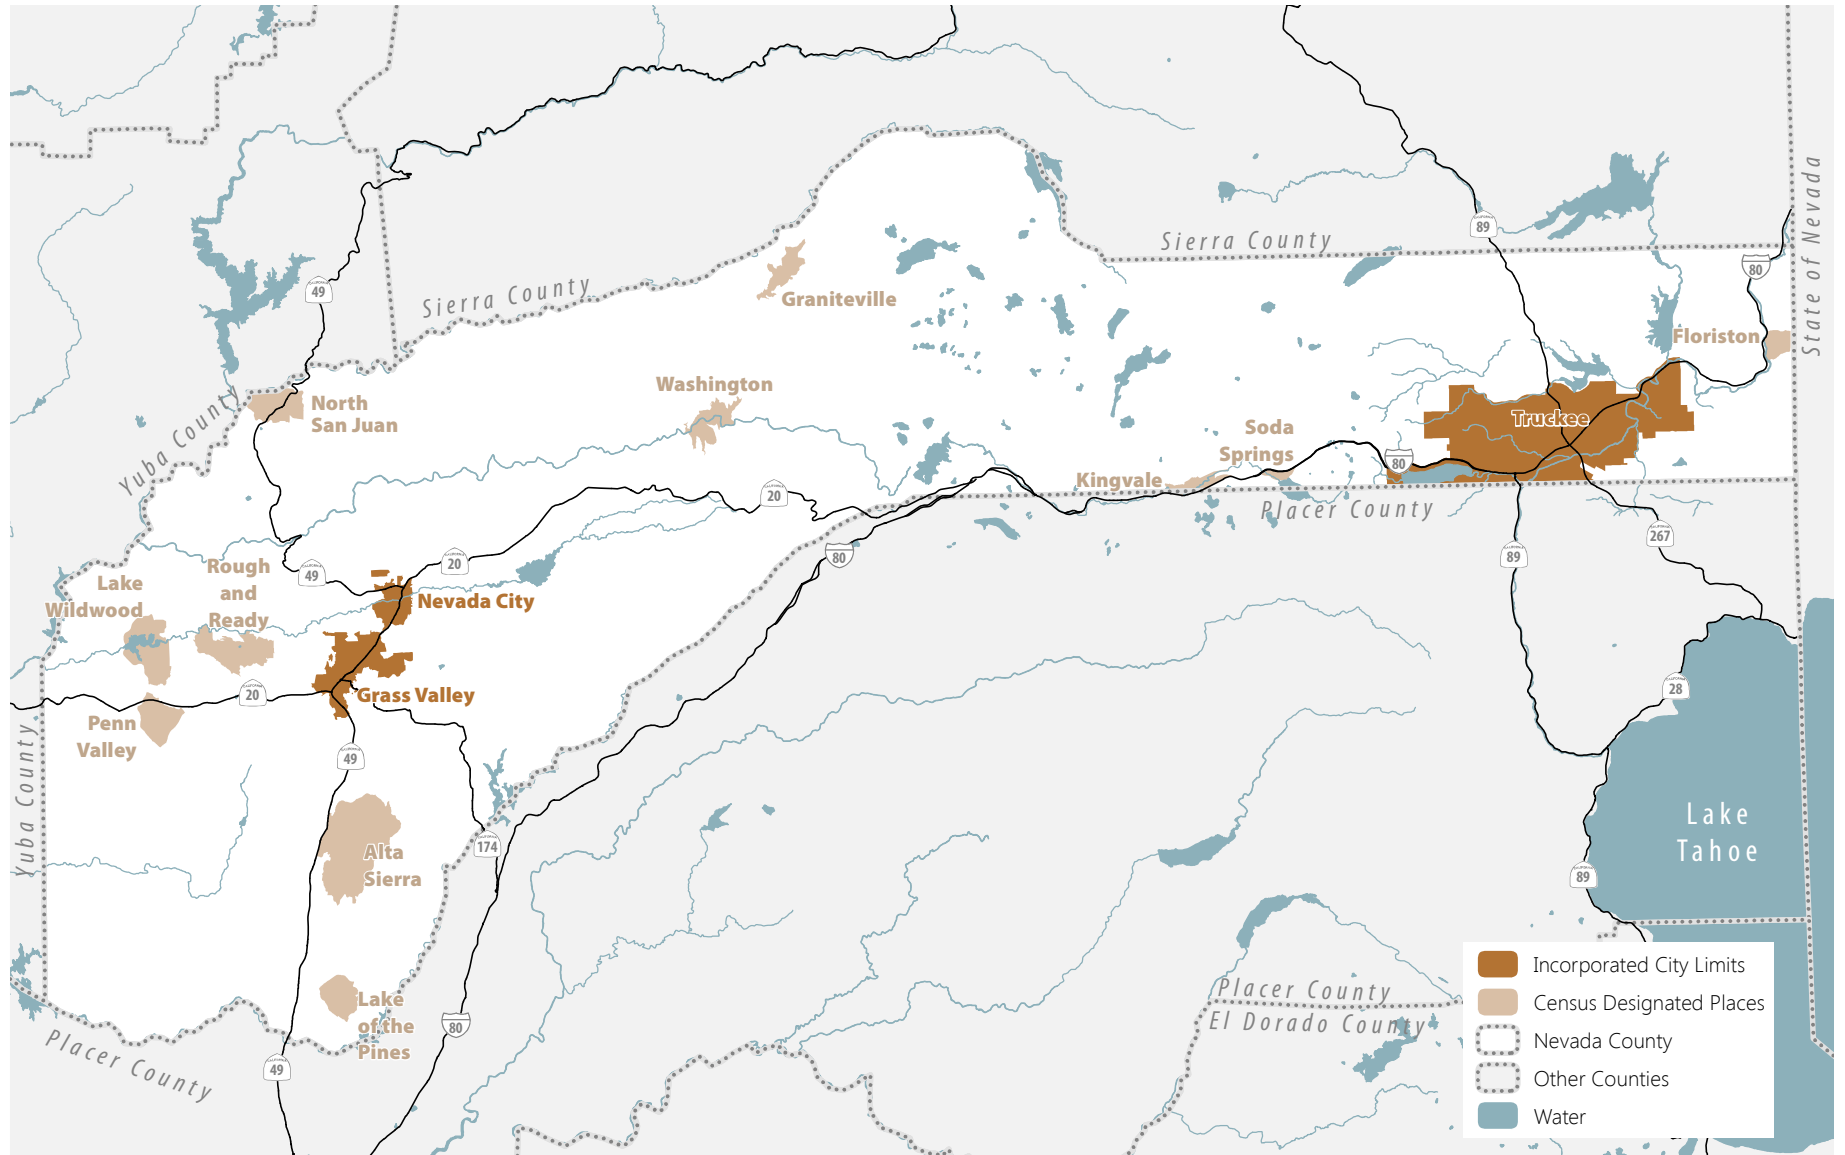 Sierra County
State of Nevada
89
80
49
Sierra County
Graniteville
Floriston
Washington
North
San Juan
Yuba County
Truckee
Soda
Springs
80
Kingvale
20
Placer County
267
89
80
20
49
Rough
and
Ready
Lake
Wildwood
Nevada City
Grass Valley
20
28
Penn
Valley
49
Yuba County
Lake
Tahoe
174
Alta
Sierra
89
Lake
of the
Pines
80
Placer County
49
Placer County
El Dorado County
Incorporated City Limits
Census Designated Places
Nevada County
Other Counties
Water